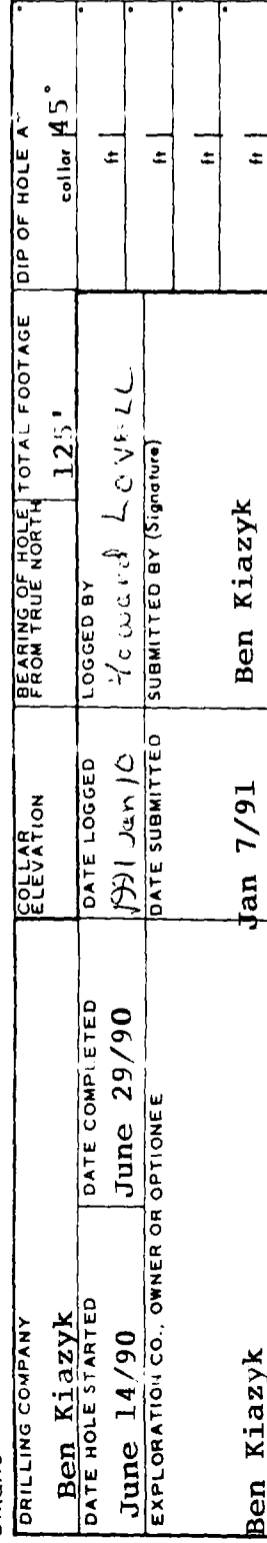 DRILLING COMPANY
Ben Kiazyk
COLLAR ELEVATION
BEARING OF HOLE FROM TRUE NORTH
TOTAL FOOTAGE
125'
DIP OF HOLE A
collar 45°
DATE HOLE STARTED
June 14/90
DATE COMPLETED
June 29/90
DATE LOGGED
1991 Jan 10
LOGGED BY
Howard Lovell
ft
ft
ft
ft
EXPLORATION CO., OWNER OR OPTIONEE
Ben Kiazyk
DATE SUBMITTED
Jan 7/91
SUBMITTED BY (Signature)
Ben Kiazyk